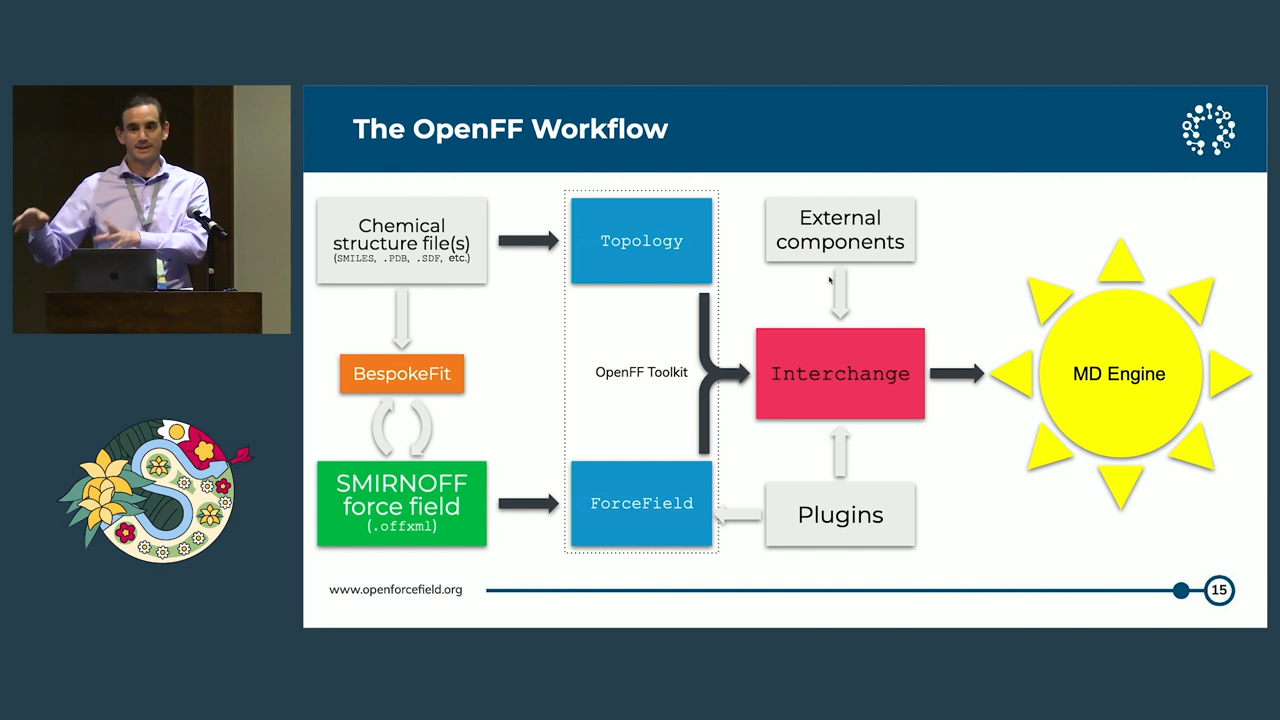 The OpenFF Workflow
Chemical
structure file(s)
(SMILES, .PDB, .SDF, etc.)
Topology
External
components
BespokeFit
OpenFF Toolkit
Interchange
MD Engine
SMIRNOFF
force field
(.offxml)
ForceField
Plugins
www.openforcefield.org
15